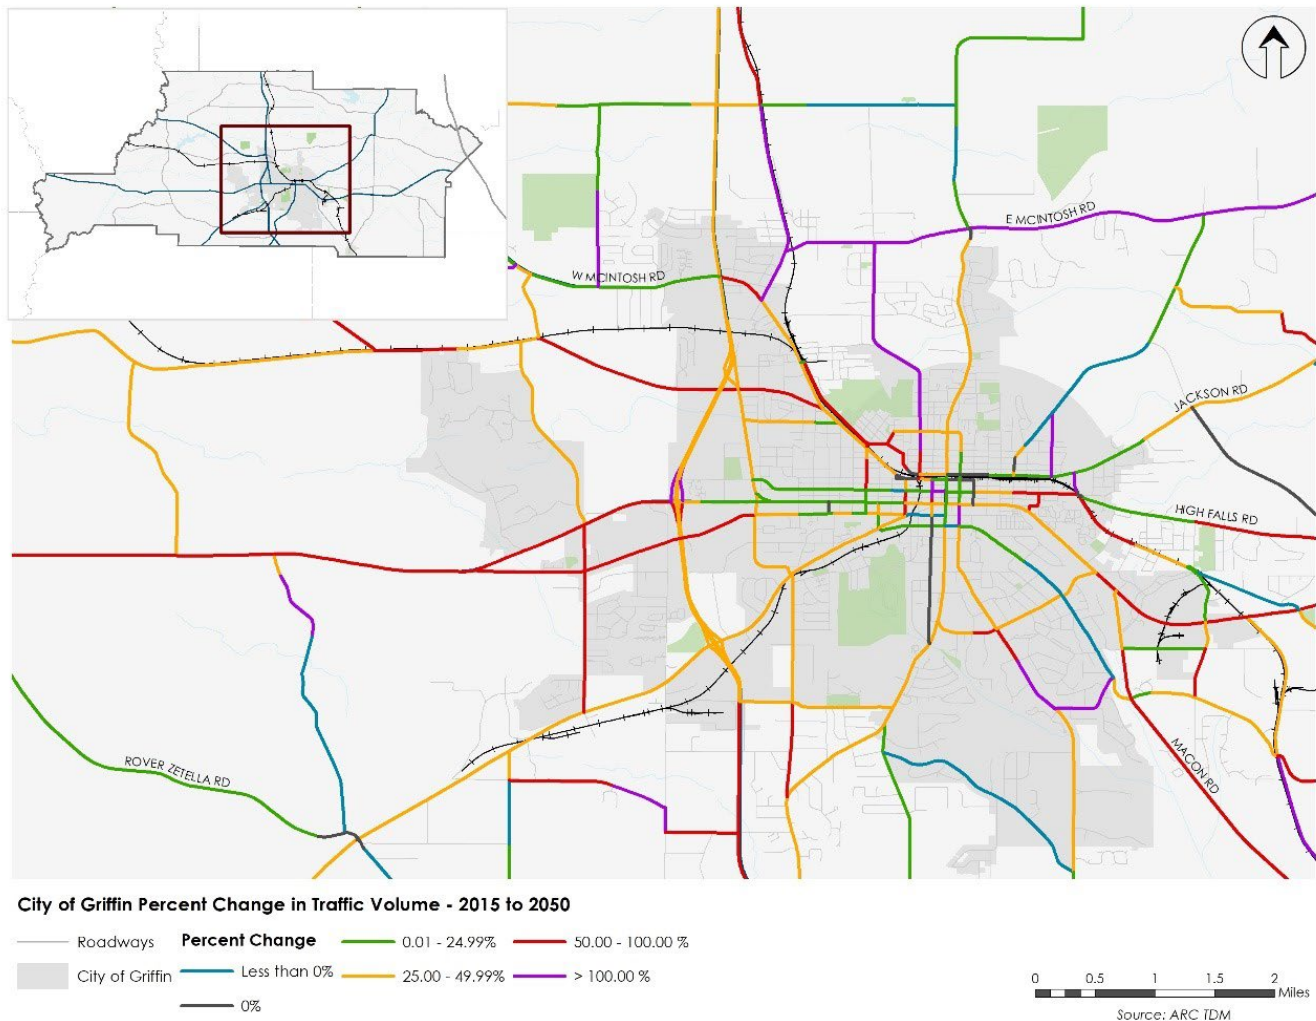 E MCINTOSH RD
W MCINTOSH RD
JACKSON RD
HIGH FALLS RD
MACON RD
ROVER ZETELLA RD
City of Griffin Percent Change in Traffic Volume - 2015 to 2050
Roadways
City of Griffin
Percent Change
Less than 0%
0%
0.01 - 24.99%
25.00 - 49.99%
50.00 - 100.00 %
> 100.00 %
0 0.5 1 1.5 2
Miles
Source: ARC TDM